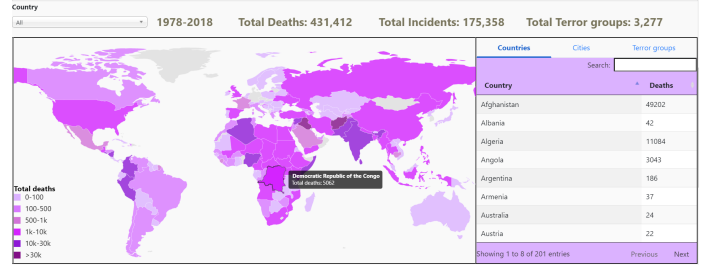 Country
All
1978-2018 Total Deaths: 431,412 Total Incidents: 175,358 Total Terror groups: 3,277
Countries Cities Terror groups
Search:
Country Deaths
Afghanistan 49202
Albania 42
Algeria 11084
Angola 3043
Argentina 186
Armenia 37
Australia 24
Austria 22
Showing 1 to 8 of 201 entries Previous Next
Democratic Republic of the Congo
Total deaths: 5062
Total deaths
0-100
100-500
500-1k
1k-10k
10k-30k
>30k